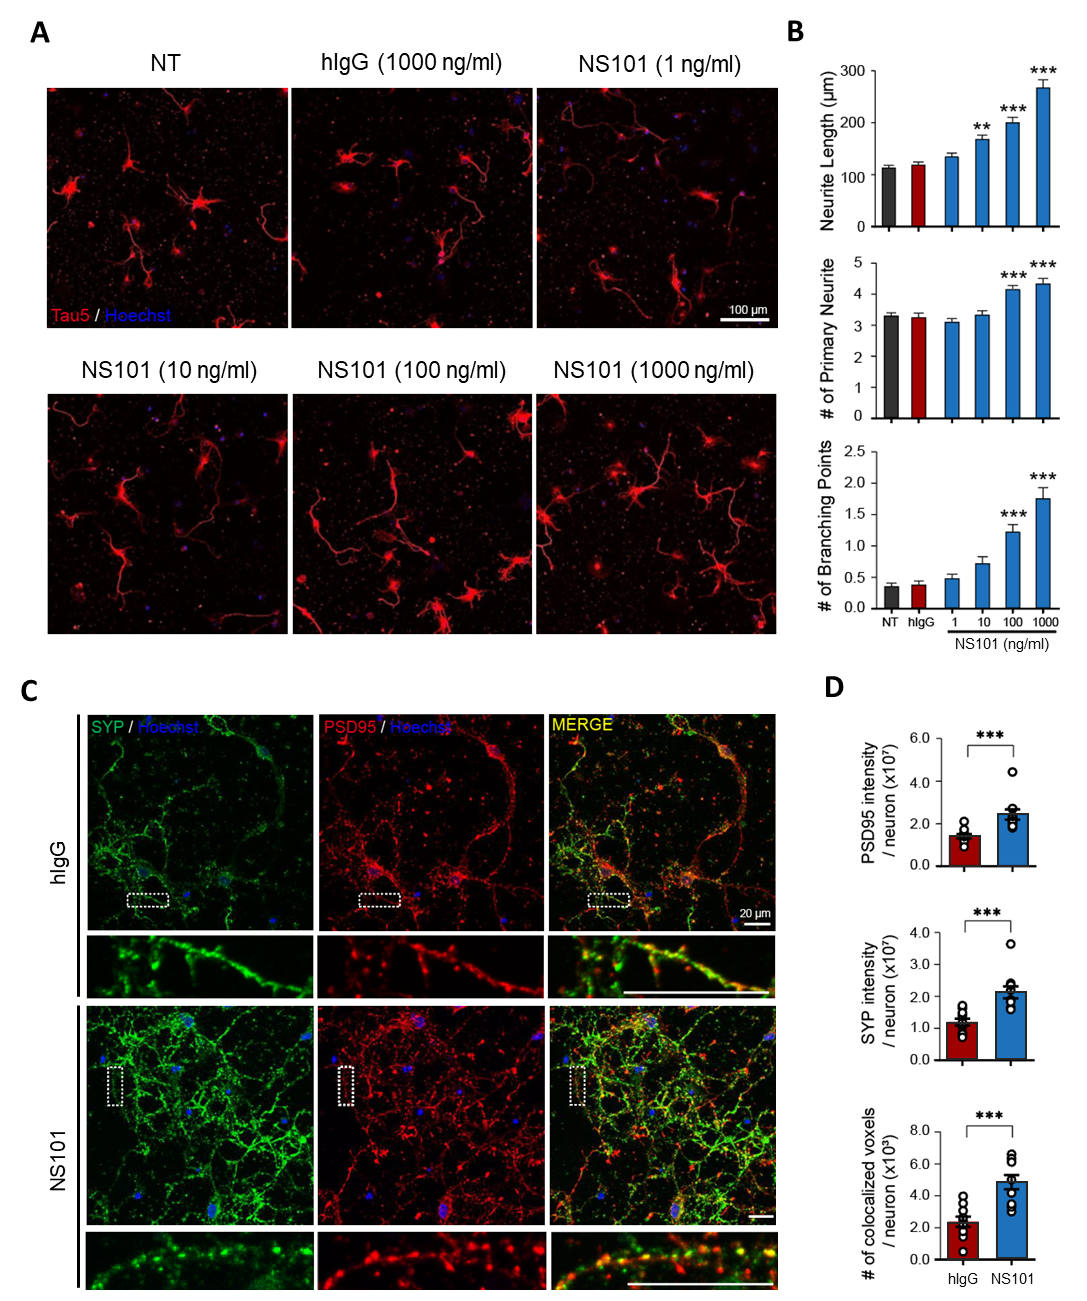 A
NT
hIgG (1000 ng/ml)
NS101 (1 ng/ml)
Tau5 / Hoechst
100 µm
NS101 (10 ng/ml)
NS101 (100 ng/ml)
NS101 (1000 ng/ml)
B
Neurite Length (µm)
300
200
100
0
**
***
***
# of Primary Neurite
5
4
3
2
1
0
***
***
# of Branching Points
2.5
2.0
1.5
1.0
0.5
0.0
***
***
NT hIgG 1 10 100 1000
NS101 (ng/ml)
C
hIgG
SYP / Hoechst
PSD95 / Hoechst
MERGE
20 µm
NS101
D
PSD95 intensity
/ neuron (x10⁷)
6.0
4.0
2.0
0.0
***
SYP intensity
/ neuron (x10⁷)
4.0
3.0
2.0
1.0
0.0
***
# of colocalized voxels
/ neuron (x10³)
8.0
6.0
4.0
2.0
0.0
***
hIgG NS101